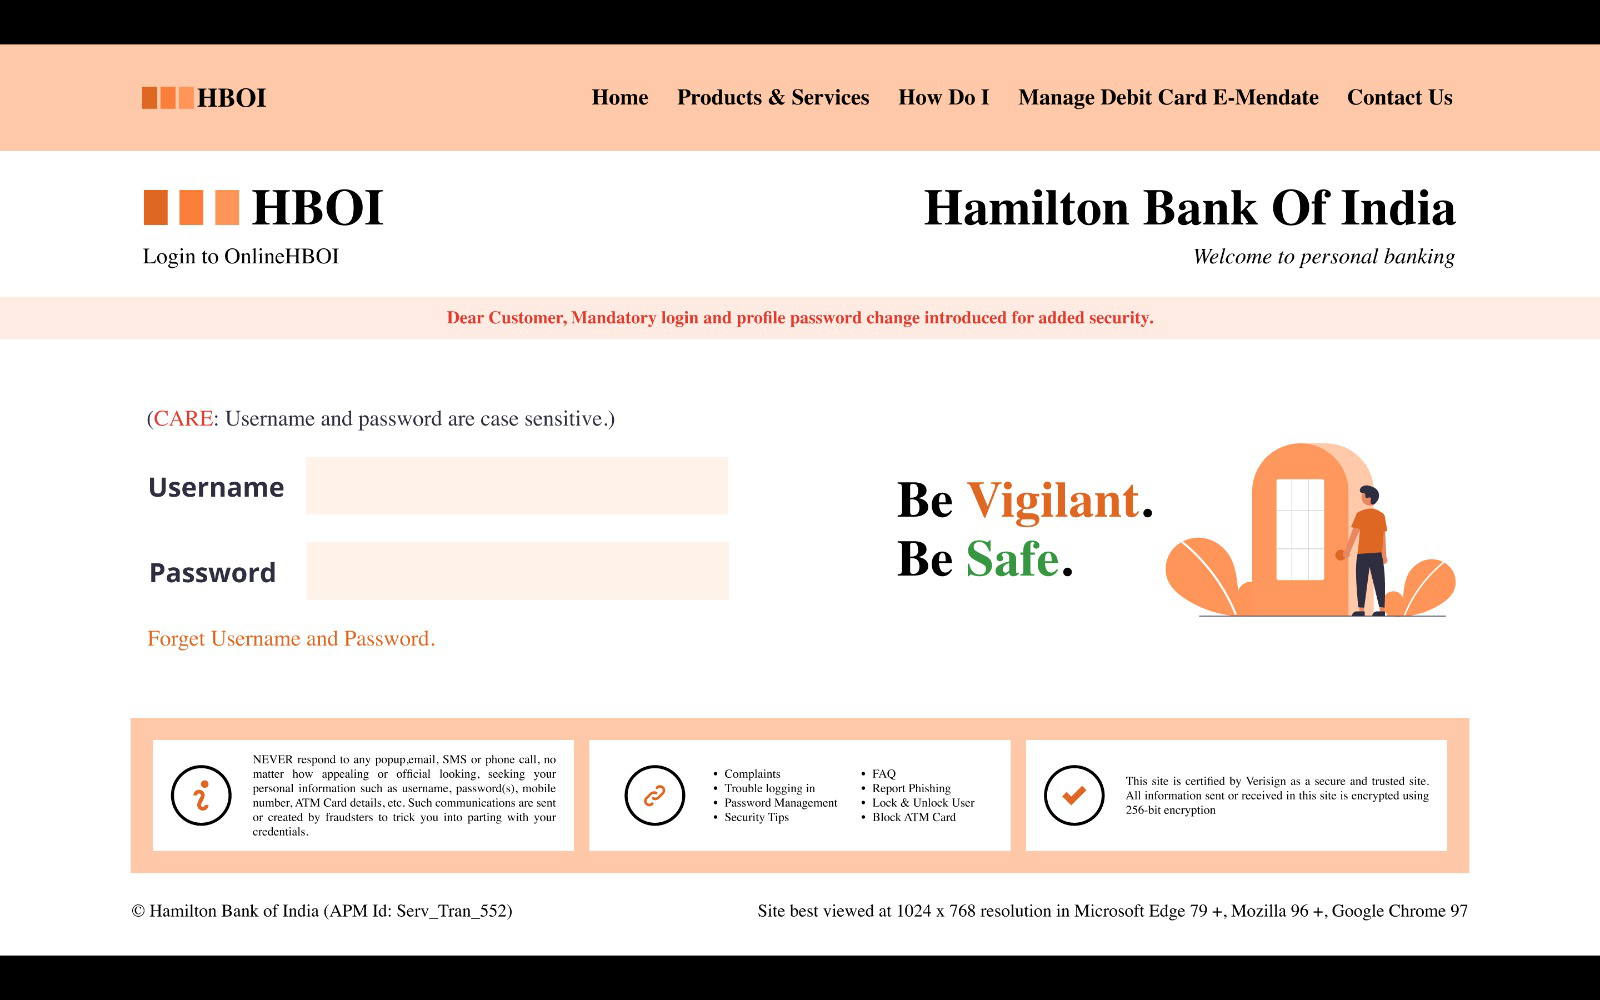 HBOI
Home Products & Services How Do I Manage Debit Card E-Mendate Contact Us
HBOI
Login to OnlineHBOI
Hamilton Bank Of India
Welcome to personal banking
Dear Customer, Mandatory login and profile password change introduced for added security.
(CARE: Username and password are case sensitive.)
Username
Password
Forget Username and Password.
Be Vigilant.
Be Safe.
NEVER respond to any popup,email, SMS or phone call, no
matter how appealing or official looking, seeking your
personal information such as username, password(s), mobile
number, ATM Card details, etc. Such communications are sent
or created by fraudsters to trick you into parting with your
credentials.
• Complaints
• Trouble logging in
• Password Management
• Security Tips
• FAQ
• Report Phishing
• Lock & Unlock User
• Block ATM Card
This site is certified by Verisign as a secure and trusted site.
All information sent or received in this site is encrypted using
256-bit encryption
© Hamilton Bank of India (APM Id: Serv_Tran_552)
Site best viewed at 1024 x 768 resolution in Microsoft Edge 79 +, Mozilla 96 +, Google Chrome 97